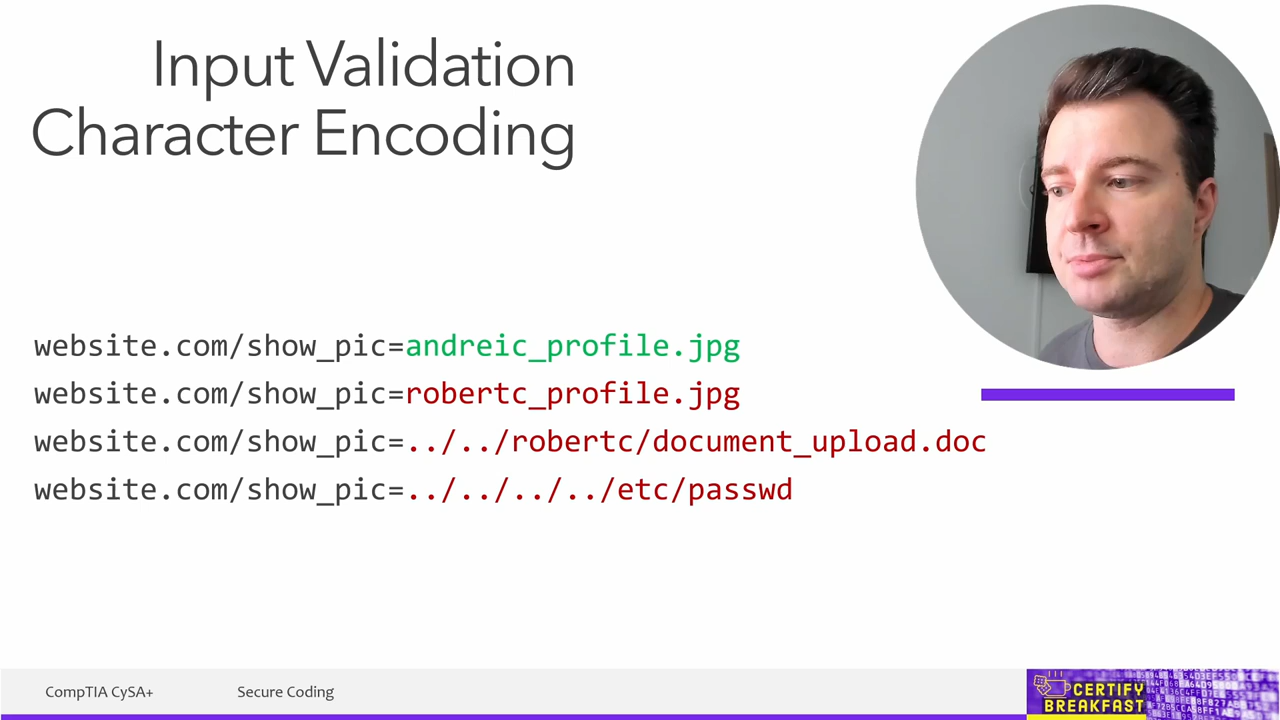 Input Validation
Character Encoding
website.com/show_pic=andreic_profile.jpg
website.com/show_pic=robertc_profile.jpg
website.com/show_pic=../../robertc/document_upload.doc
website.com/show_pic=../../../../etc/passwd
CompTIA CySA+
Secure Coding
CERTIFY
BREAKFAST